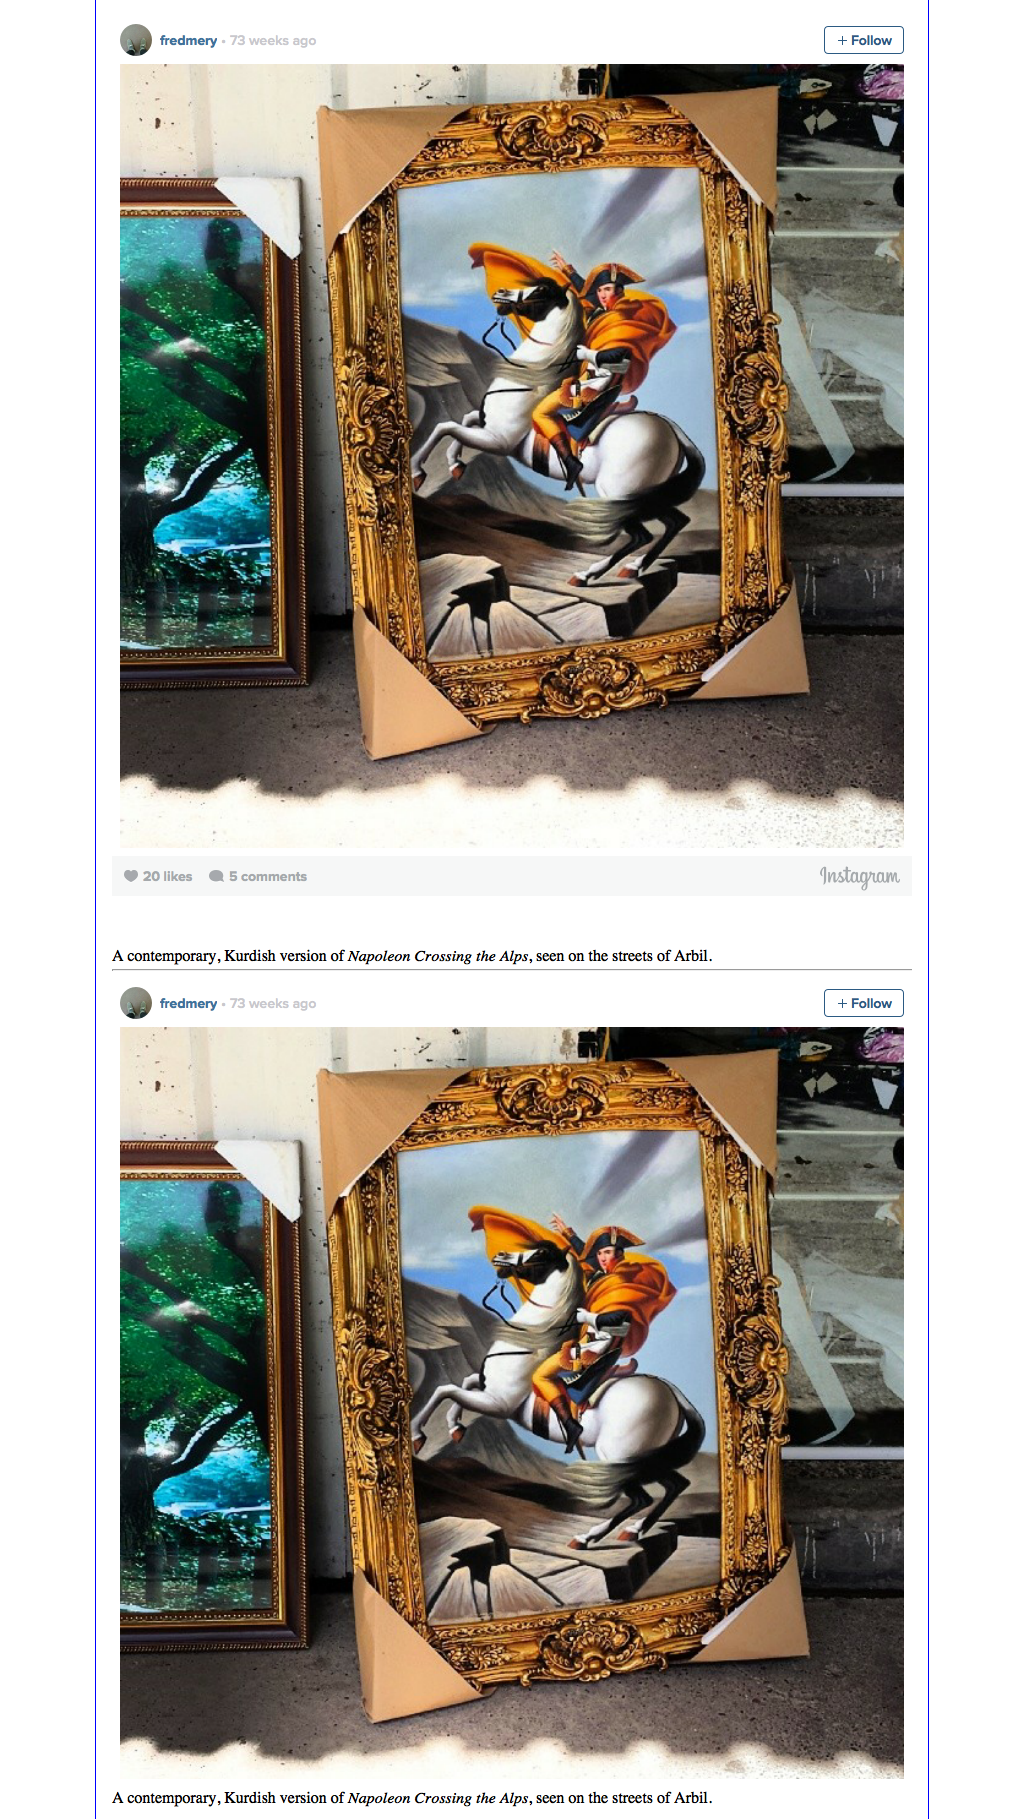 fredmery • 73 weeks ago
+ Follow
20 likes 5 comments
Instagram
A contemporary, Kurdish version of Napoleon Crossing the Alps, seen on the streets of Arbil.
fredmery • 73 weeks ago
+ Follow
A contemporary, Kurdish version of Napoleon Crossing the Alps, seen on the streets of Arbil.